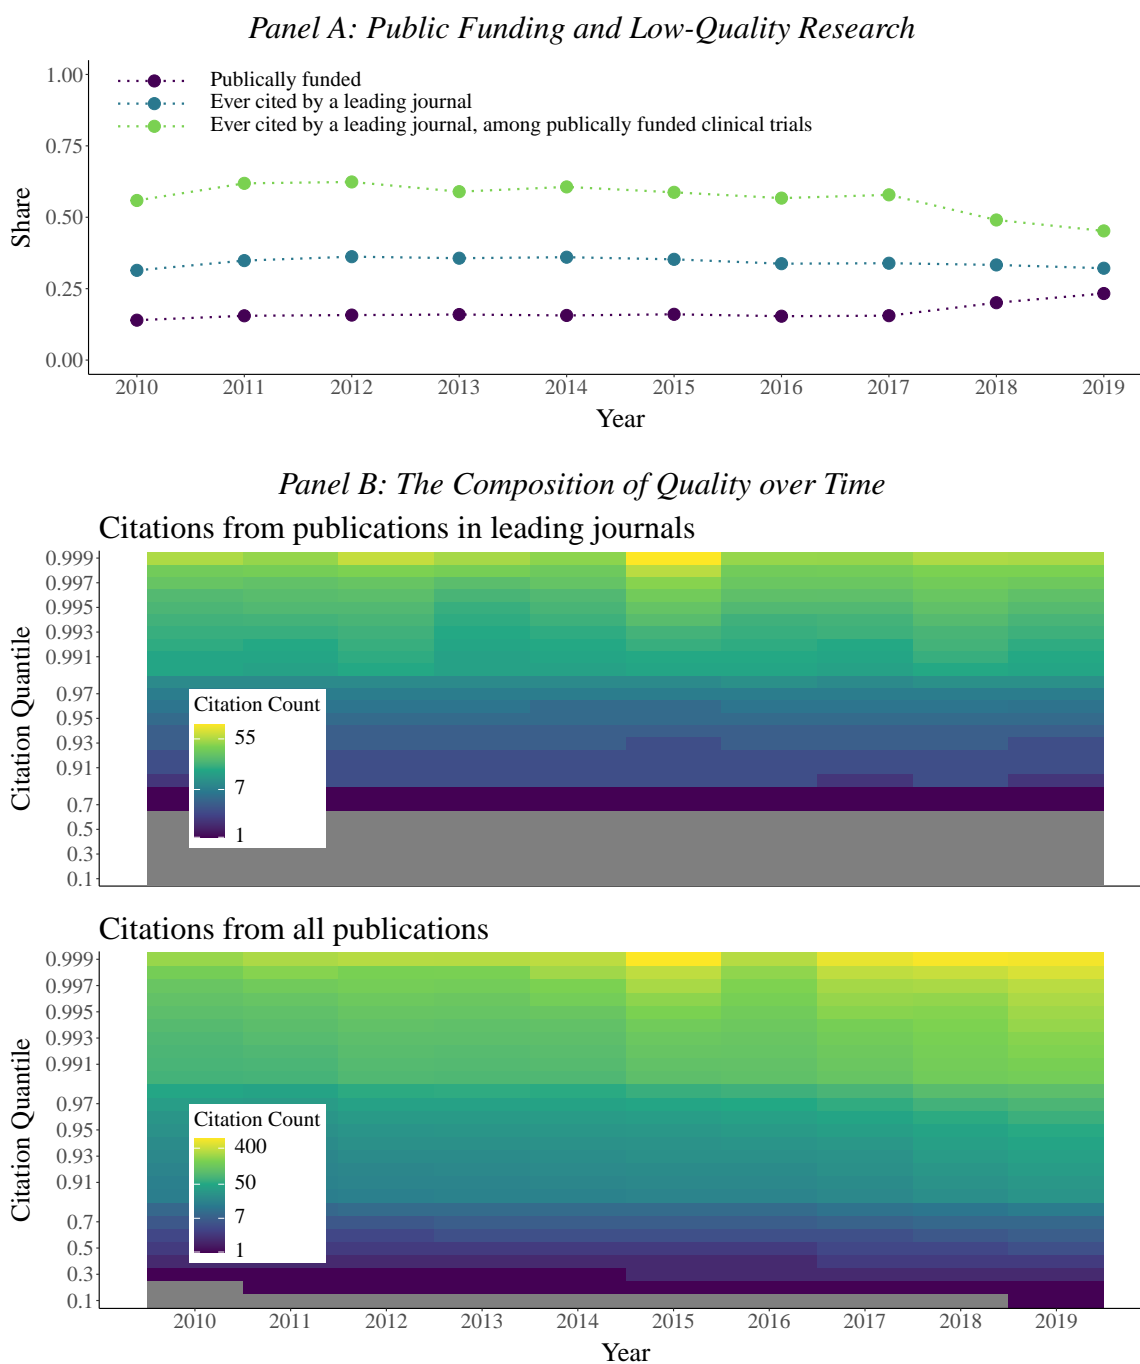 Panel A: Public Funding and Low-Quality Research
1.00
0.75
0.50
0.25
0.00
Share
Publically funded
Ever cited by a leading journal
Ever cited by a leading journal, among publically funded clinical trials
2010 2011 2012 2013 2014 2015 2016 2017 2018 2019
Year
Panel B: The Composition of Quality over Time
Citations from publications in leading journals
0.999
0.997
0.995
0.993
0.991
0.97
0.95
0.93
0.91
0.7
0.5
0.3
0.1
Citation Quantile
Citation Count
55
7
1
Citations from all publications
0.999
0.997
0.995
0.993
0.991
0.97
0.95
0.93
0.91
0.7
0.5
0.3
0.1
Citation Quantile
Citation Count
400
50
7
1
2010 2011 2012 2013 2014 2015 2016 2017 2018 2019
Year